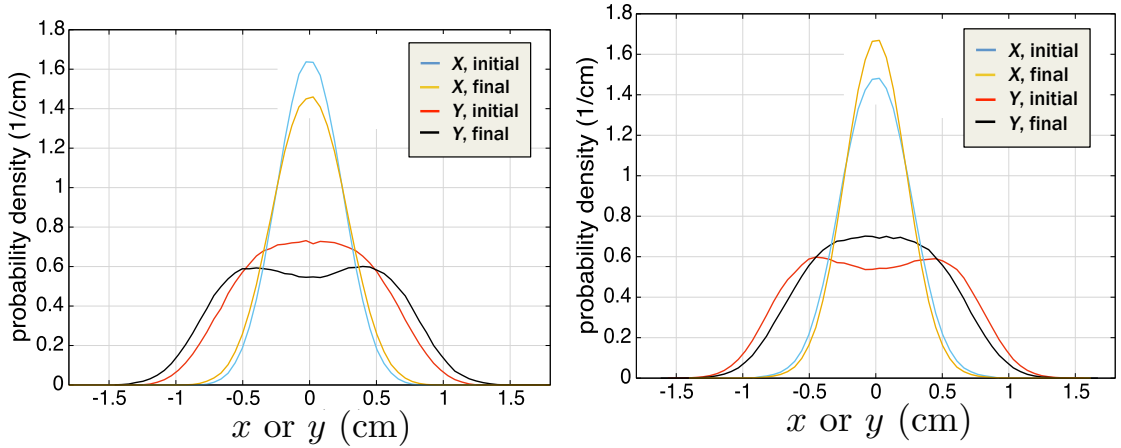 1.8
1.6
1.4
1.2
1
0.8
0.6
0.4
0.2
0
probability density (1/cm)
X, initial
X, final
Y, initial
Y, final
-1.5 -1 -0.5 0 0.5 1 1.5
x or y (cm)
1.8
1.6
1.4
1.2
1
0.8
0.6
0.4
0.2
0
probability density (1/cm)
X, initial
X, final
Y, initial
Y, final
-1.5 -1 -0.5 0 0.5 1 1.5
x or y (cm)